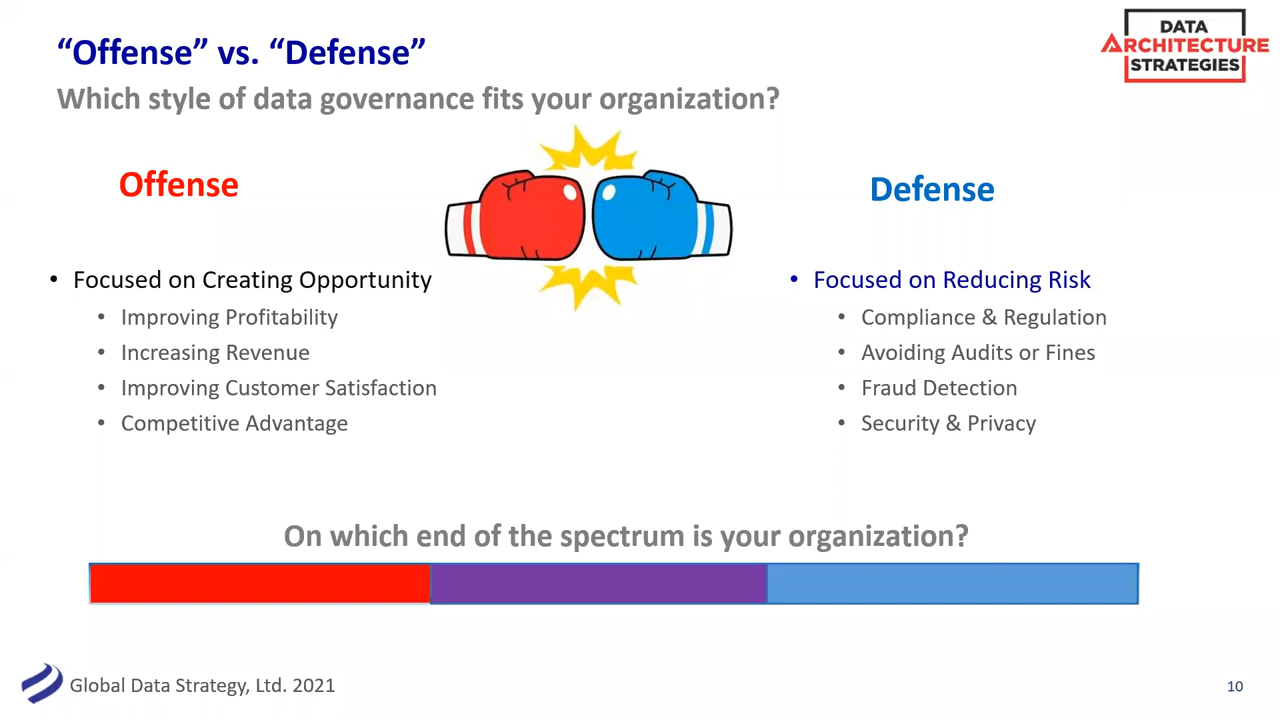 “Offense” vs. “Defense”
Which style of data governance fits your organization?
DATA
ARCHITECTURE
STRATEGIES
Offense
• Focused on Creating Opportunity
• Improving Profitability
• Increasing Revenue
• Improving Customer Satisfaction
• Competitive Advantage
Defense
• Focused on Reducing Risk
• Compliance & Regulation
• Avoiding Audits or Fines
• Fraud Detection
• Security & Privacy
On which end of the spectrum is your organization?
Global Data Strategy, Ltd. 2021
10